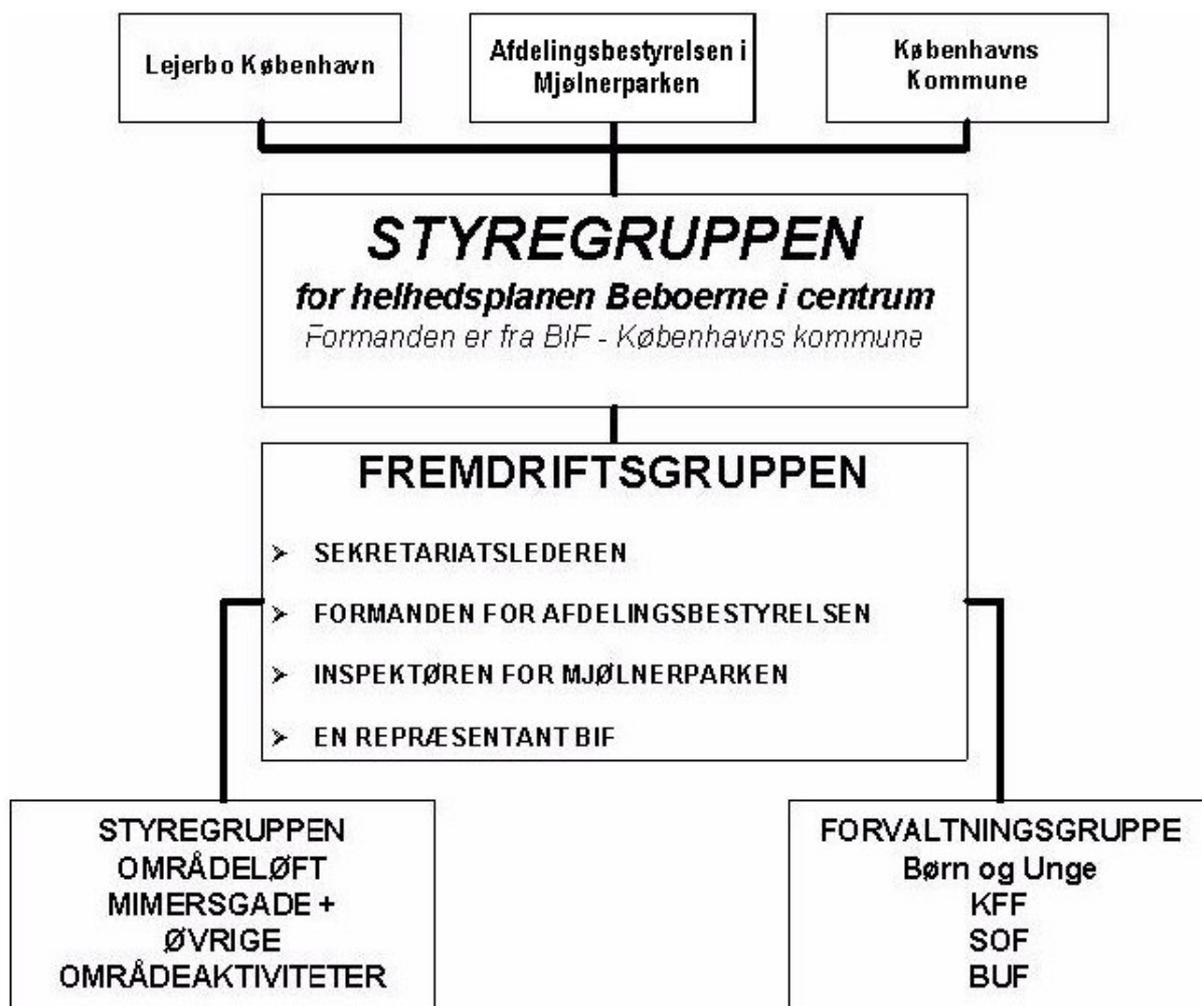 Lejerbo København
Afdelingsbestyrelsen i
Mjølnerparken
Københavns
Kommune
STYREGRUPPEN
for helhedsplanen Beboerne i centrum
Formanden er fra BIF - Københavns kommune
FREMDRIFTSGRUPPEN
➢ SEKRETARIATSLEDEREN
➢ FORMANDEN FOR AFDELINGSBESTYRELSEN
➢ INSPEKTØREN FOR MJØLNERPARKEN
➢ EN REPRÆSENTANT BIF
STYREGRUPPEN
OMRÅDELØFT
MIMERSGADE +
ØVRIGE
OMRÅDEAKTIVITETER
FORVALTNINGSGRUPPE
Børn og Unge
KFF
SOF
BUF